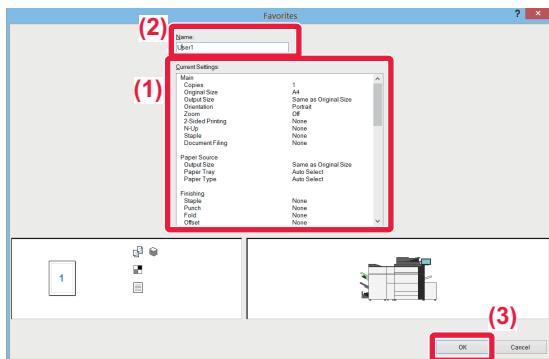 Favorites
? ×
(2)
Name:
User1
(1)
Current Settings:
Main
Copies 1
Original Size A4
Output Size Same as Original Size
Orientation Portrait
Zoom Off
2-Sided Printing None
N-Up None
Staple None
Document Filing None
Paper Source
Output Size Same as Original Size
Paper Tray Auto Select
Paper Type Auto Select
Finishing
Staple None
Punch None
Fold None
Offset None
1
(3)
OK Cancel